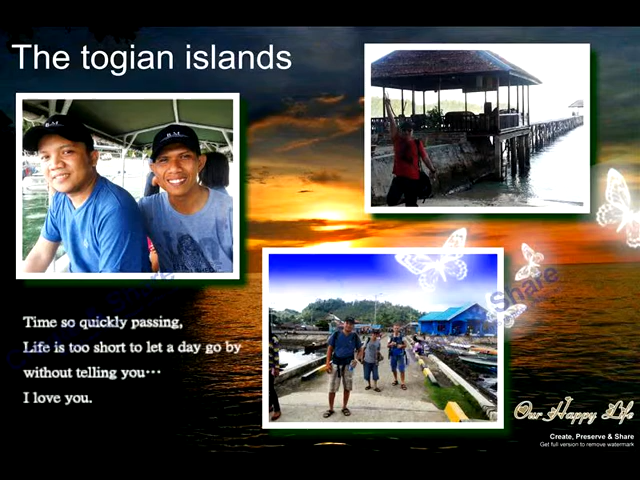 The togian islands
Time so quickly passing,
Life is too short to let a day go by
without telling you…
I love you.
Share
Our Happy Life
Create, Preserve & Share
Get full version to remove watermark